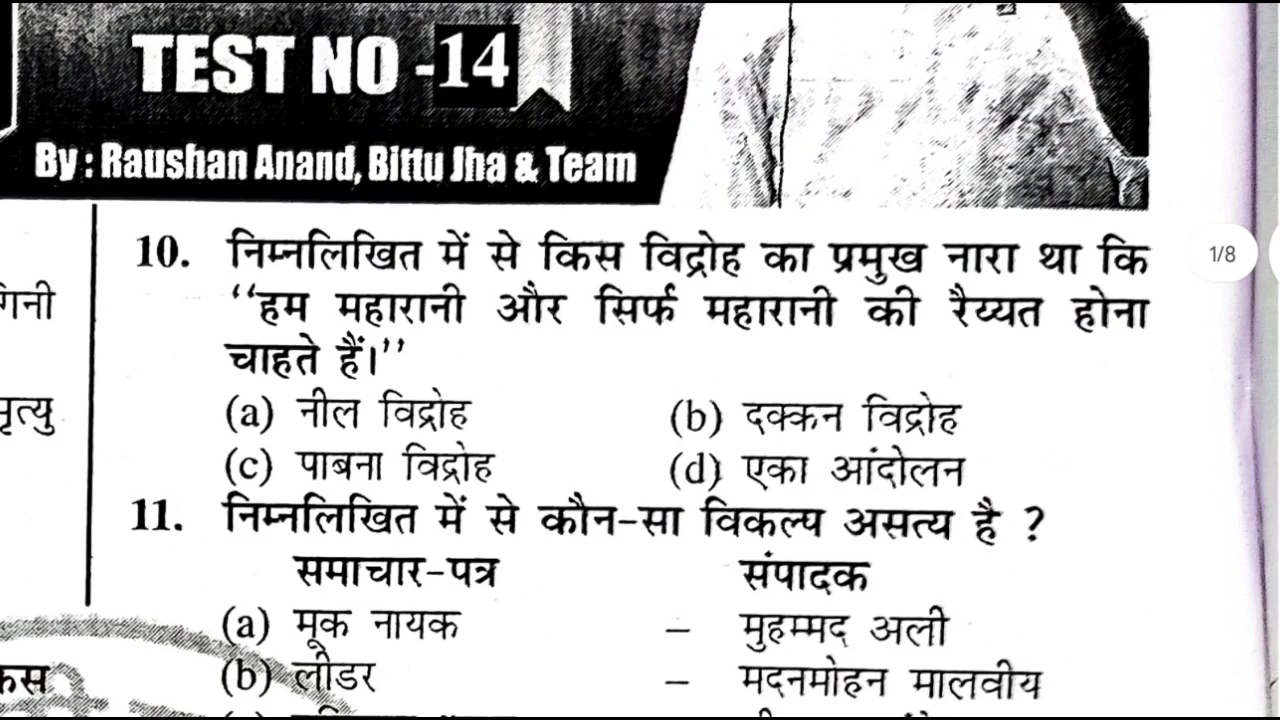 TEST NO -14
By : Raushan Anand, Bittu Jha & Team
1/8
गिनी
मृत्यु
10. निम्नलिखित में से किस विद्रोह का प्रमुख नारा था कि
‘‘हम महारानी और सिर्फ महारानी की रैय्यत होना
चाहते हैं।’’
(a) नील विद्रोह (b) दक्कन विद्रोह
(c) पाबना विद्रोह (d) एका आंदोलन
11. निम्नलिखित में से कौन-सा विकल्प असत्य है ?
समाचार-पत्र संपादक
(a) मूक नायक – मुहम्मद अली
(b) लीडर – मदनमोहन मालवीय